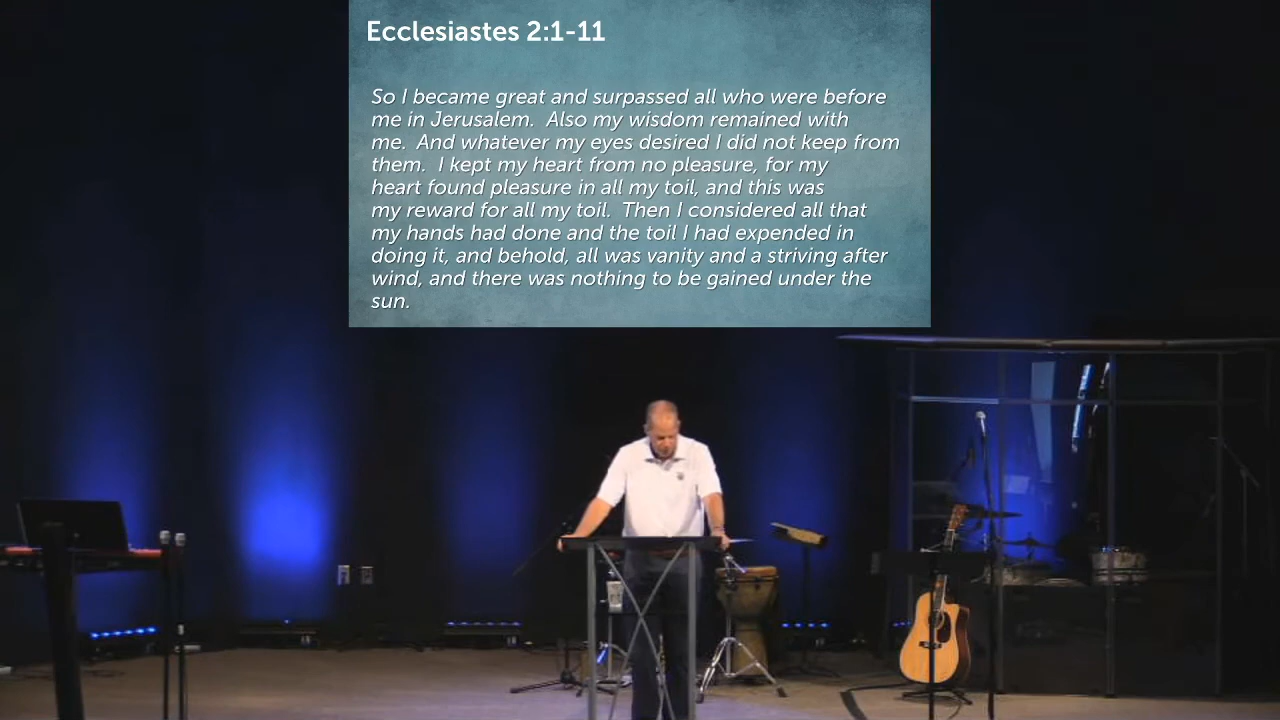 Ecclesiastes 2:1-11
So I became great and surpassed all who were before
me in Jerusalem.  Also my wisdom remained with
me.  And whatever my eyes desired I did not keep from
them.  I kept my heart from no pleasure, for my
heart found pleasure in all my toil, and this was
my reward for all my toil.  Then I considered all that
my hands had done and the toil I had expended in
doing it, and behold, all was vanity and a striving after
wind, and there was nothing to be gained under the
sun.